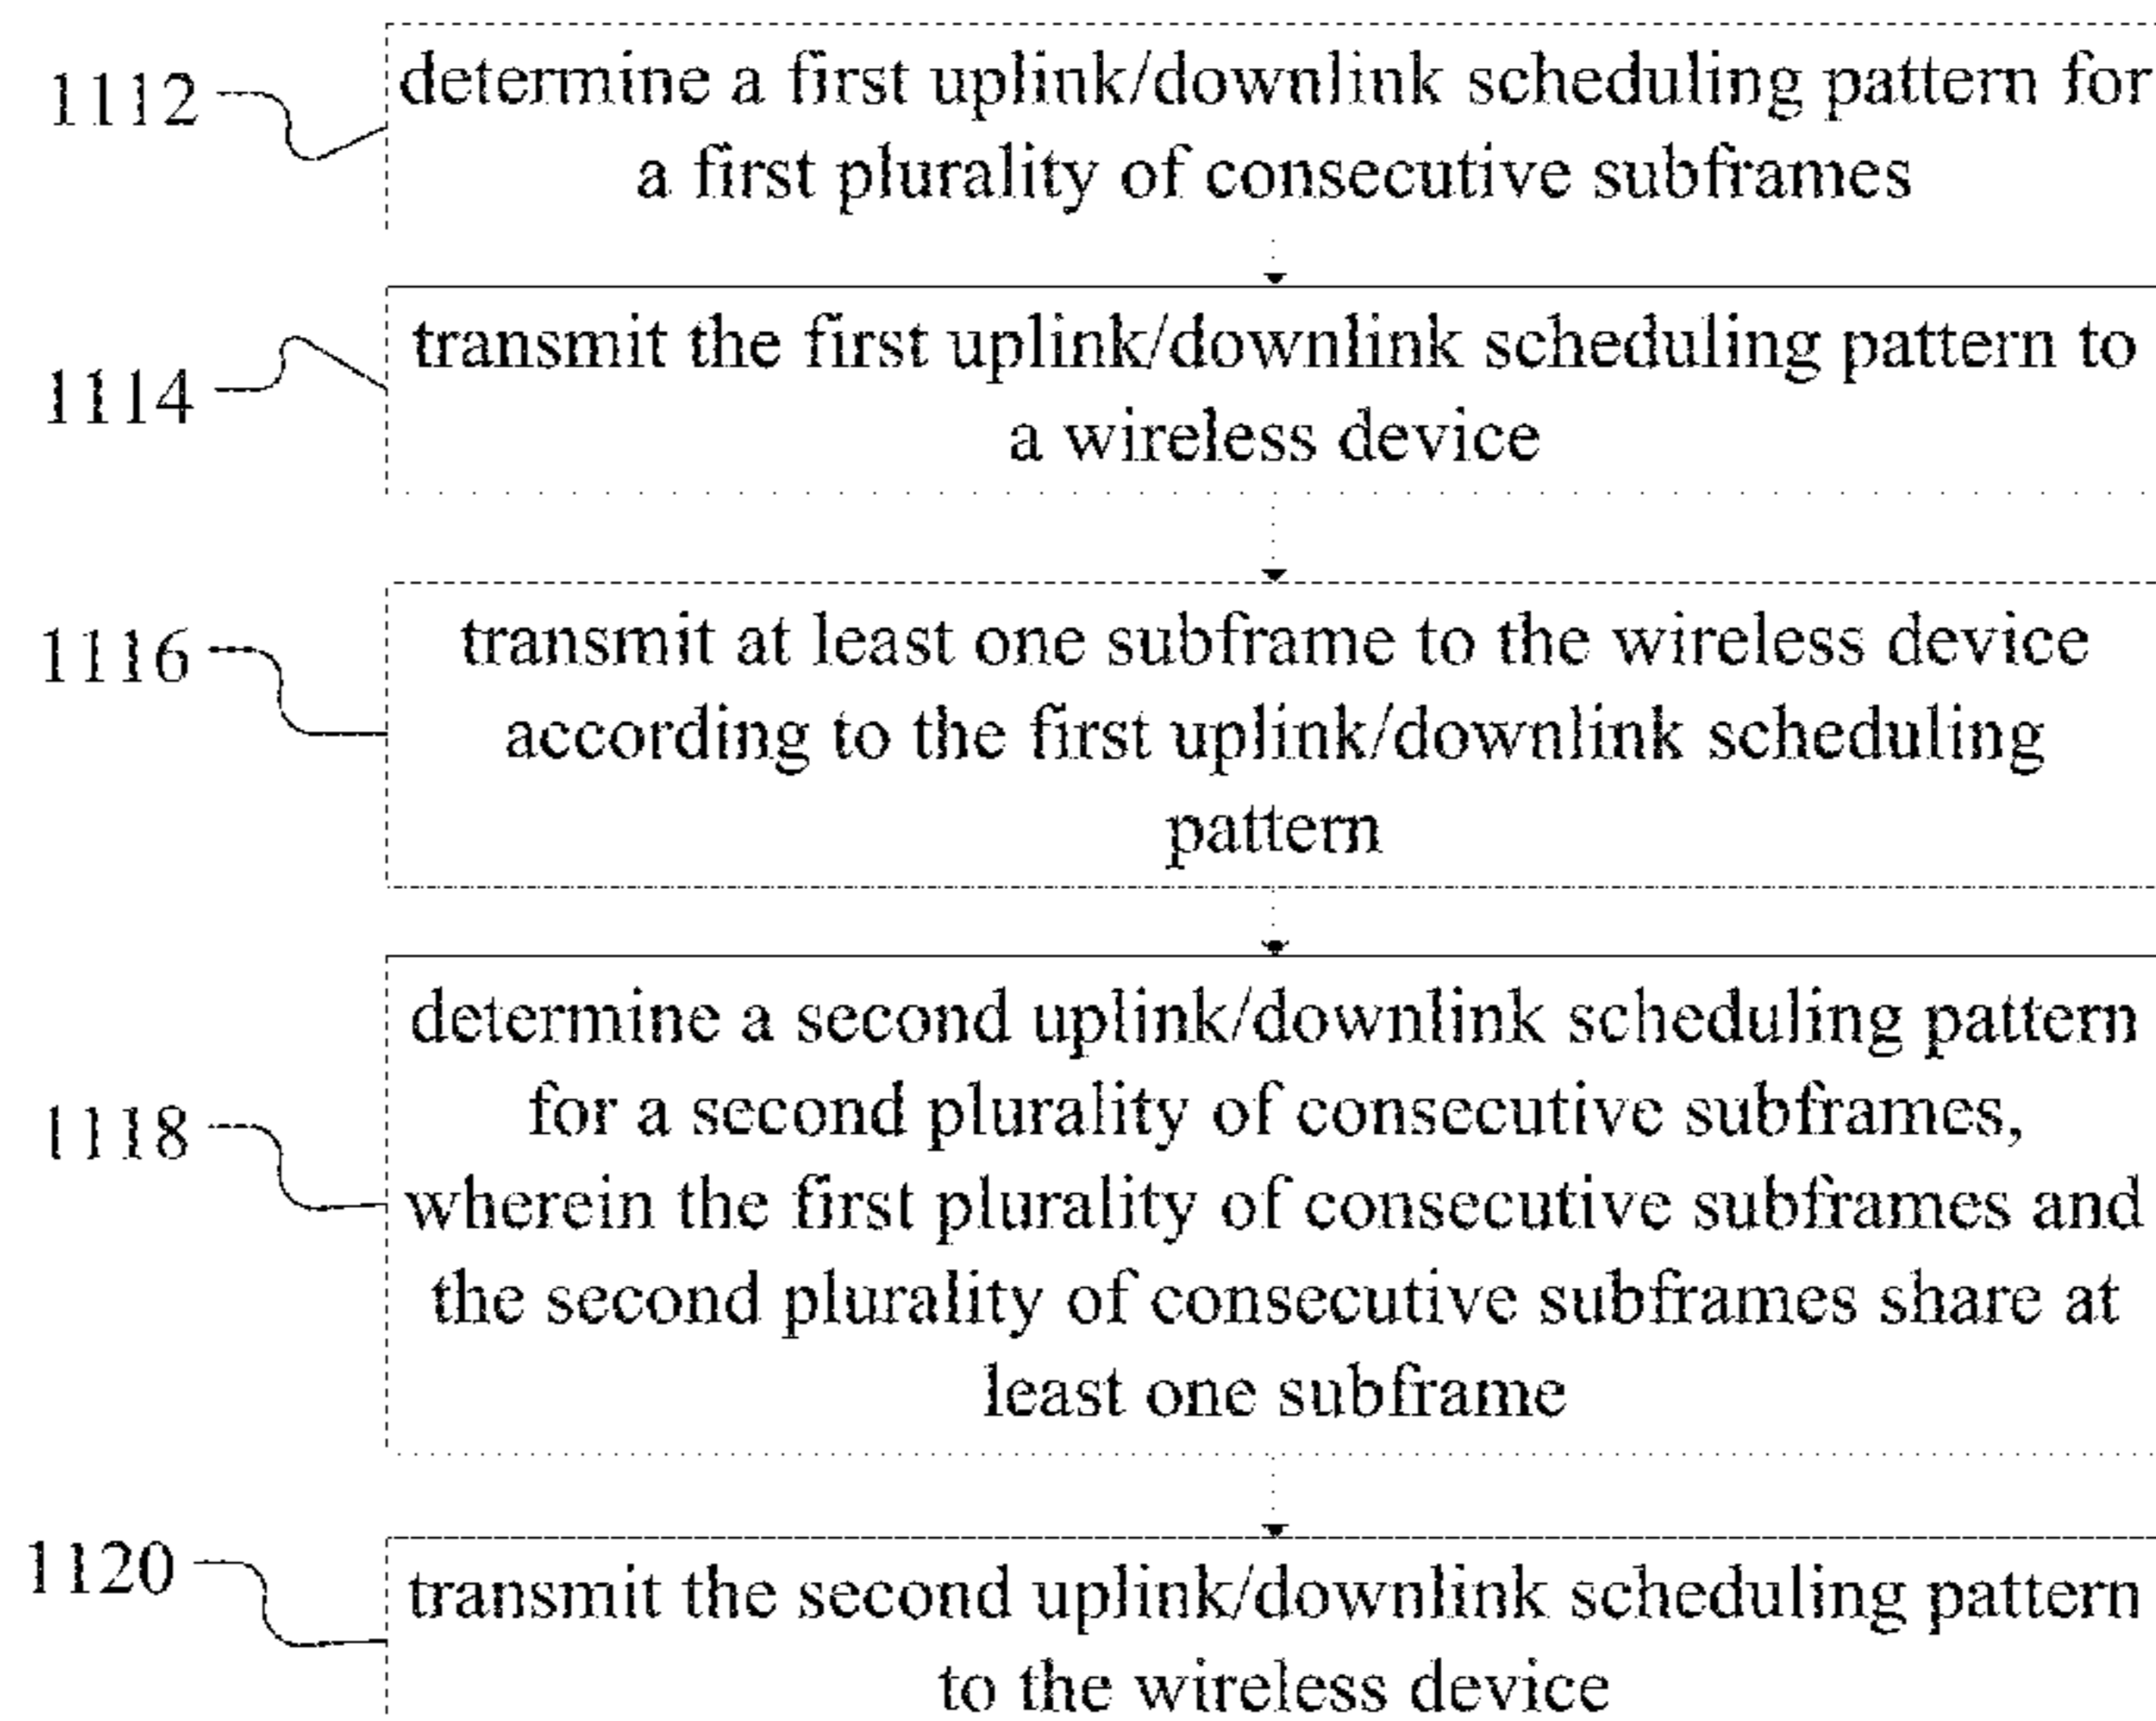 1112
determine a first uplink/downlink scheduling pattern for
a first plurality of consecutive subframes
1114
transmit the first uplink/downlink scheduling pattern to
a wireless device
1116
transmit at least one subframe to the wireless device
according to the first uplink/downlink scheduling
pattern
1118
determine a second uplink/downlink scheduling pattern
for a second plurality of consecutive subframes,
wherein the first plurality of consecutive subframes and
the second plurality of consecutive subframes share at
least one subframe
1120
transmit the second uplink/downlink scheduling pattern
to the wireless device